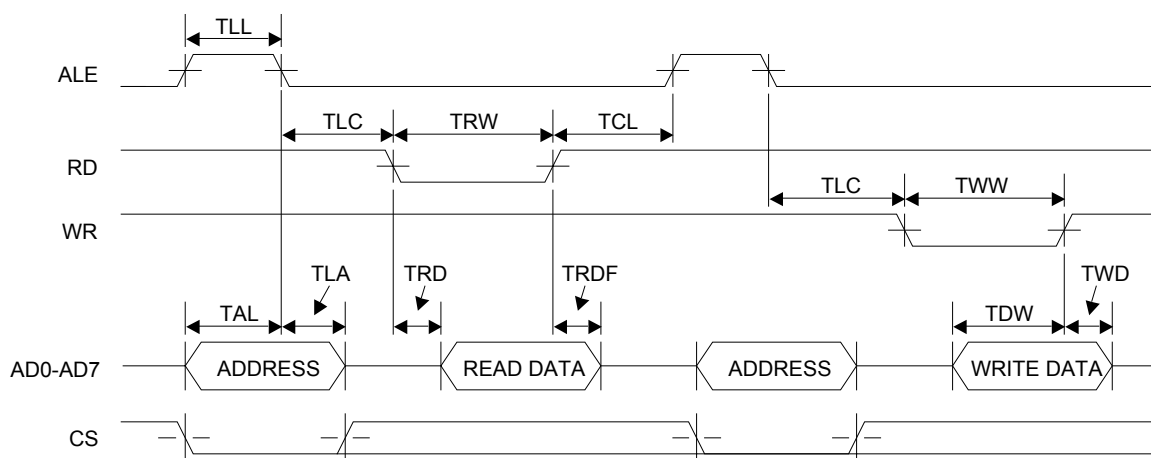 TLL
ALE
TLC TRW TCL
RD
TLC TWW
WR
TLA TRD TRDF TWD
TAL TDW
AD0-AD7 ADDRESS READ DATA ADDRESS WRITE DATA
CS